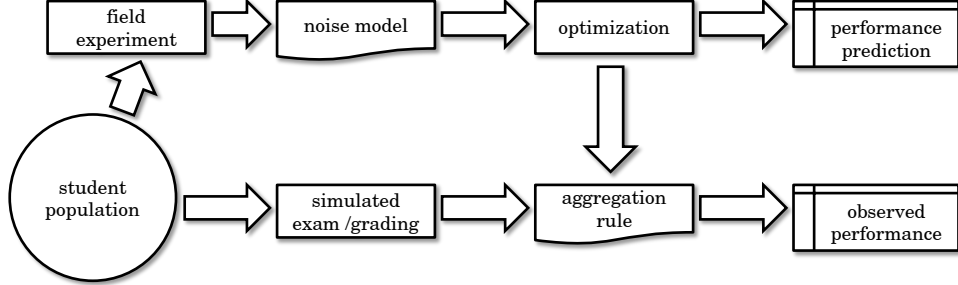 field
experiment
noise model
optimization
performance
prediction
student
population
simulated
exam /grading
aggregation
rule
observed
performance